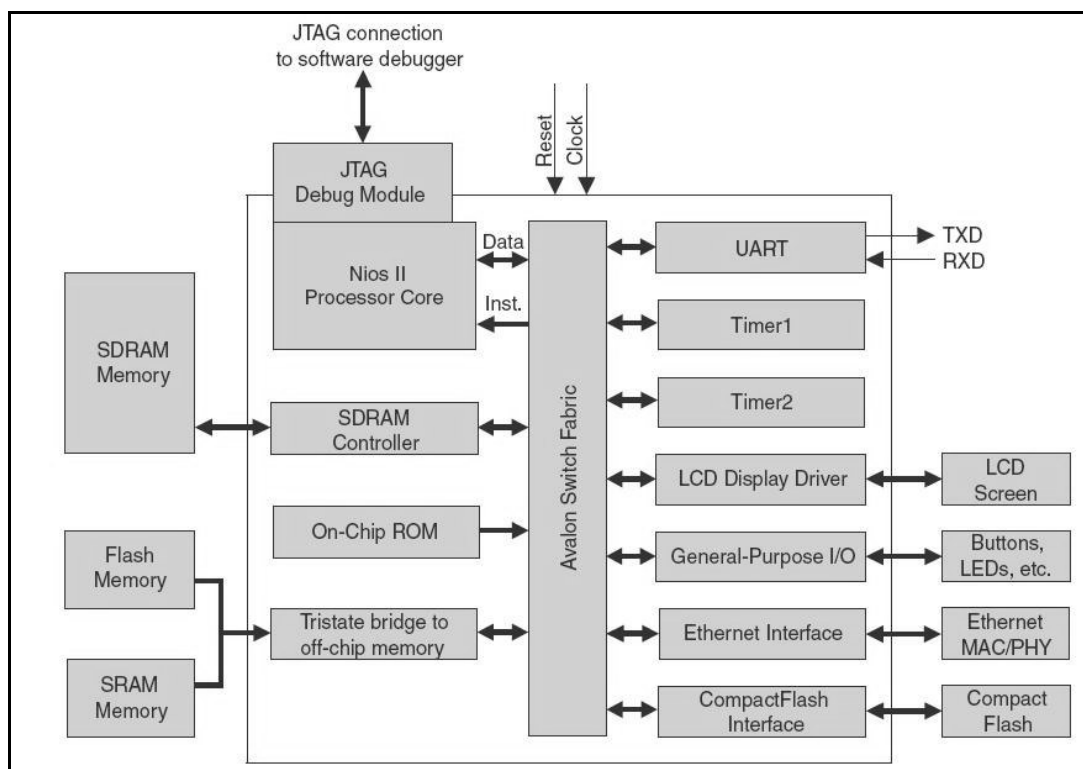 JTAG connection
to software debugger
Reset
Clock
JTAG
Debug Module
Nios II
Processor Core
Data
Inst.
SDRAM
Memory
SDRAM
Controller
On-Chip ROM
Flash
Memory
Tristate bridge to
off-chip memory
SRAM
Memory
Avalon Switch Fabric
UART
TXD
RXD
Timer1
Timer2
LCD Display Driver
LCD
Screen
General-Purpose I/O
Buttons,
LEDs, etc.
Ethernet Interface
Ethernet
MAC/PHY
CompactFlash
Interface
Compact
Flash